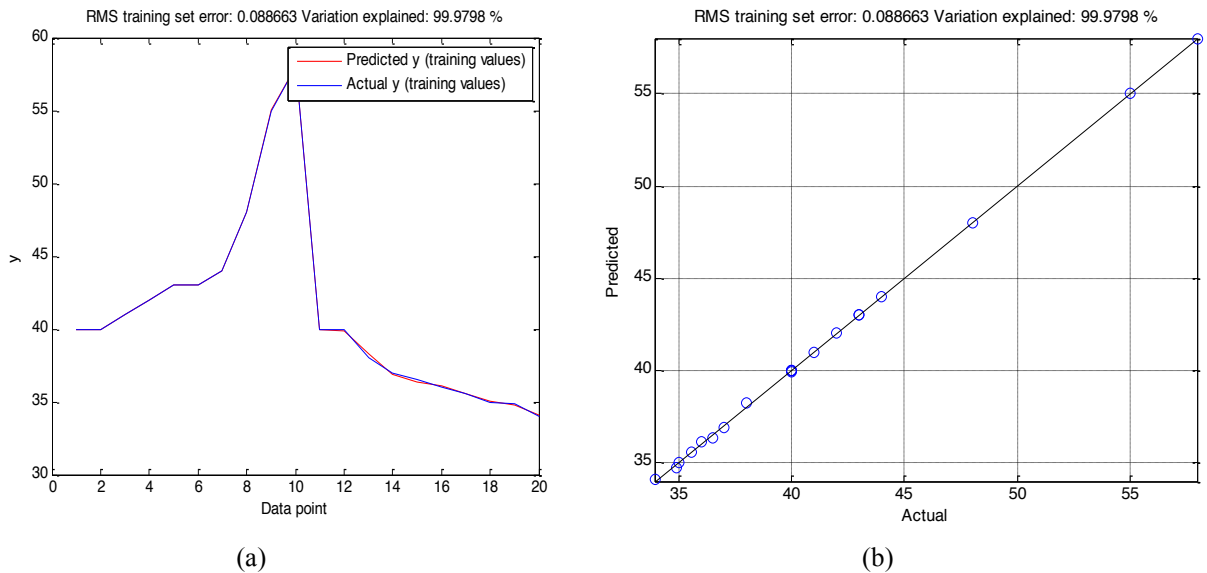 RMS training set error: 0.088663 Variation explained: 99.9798 %
60
55
50
45
40
35
30
y
Predicted y (training values)
Actual y (training values)
0 2 4 6 8 10 12 14 16 18 20
Data point
(a)
RMS training set error: 0.088663 Variation explained: 99.9798 %
55
50
45
40
35
Predicted
35 40 45 50 55
Actual
(b)